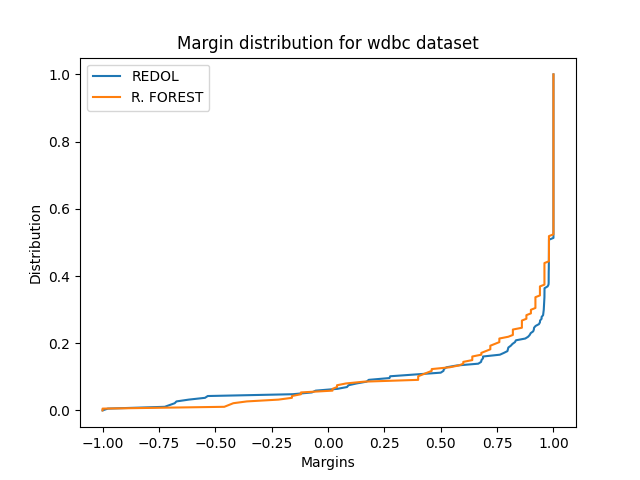 Margin distribution for wdbc dataset
REDOL
R. FOREST
1.0
0.8
0.6
0.4
0.2
0.0
Distribution
−1.00 −0.75 −0.50 −0.25 0.00 0.25 0.50 0.75 1.00
Margins